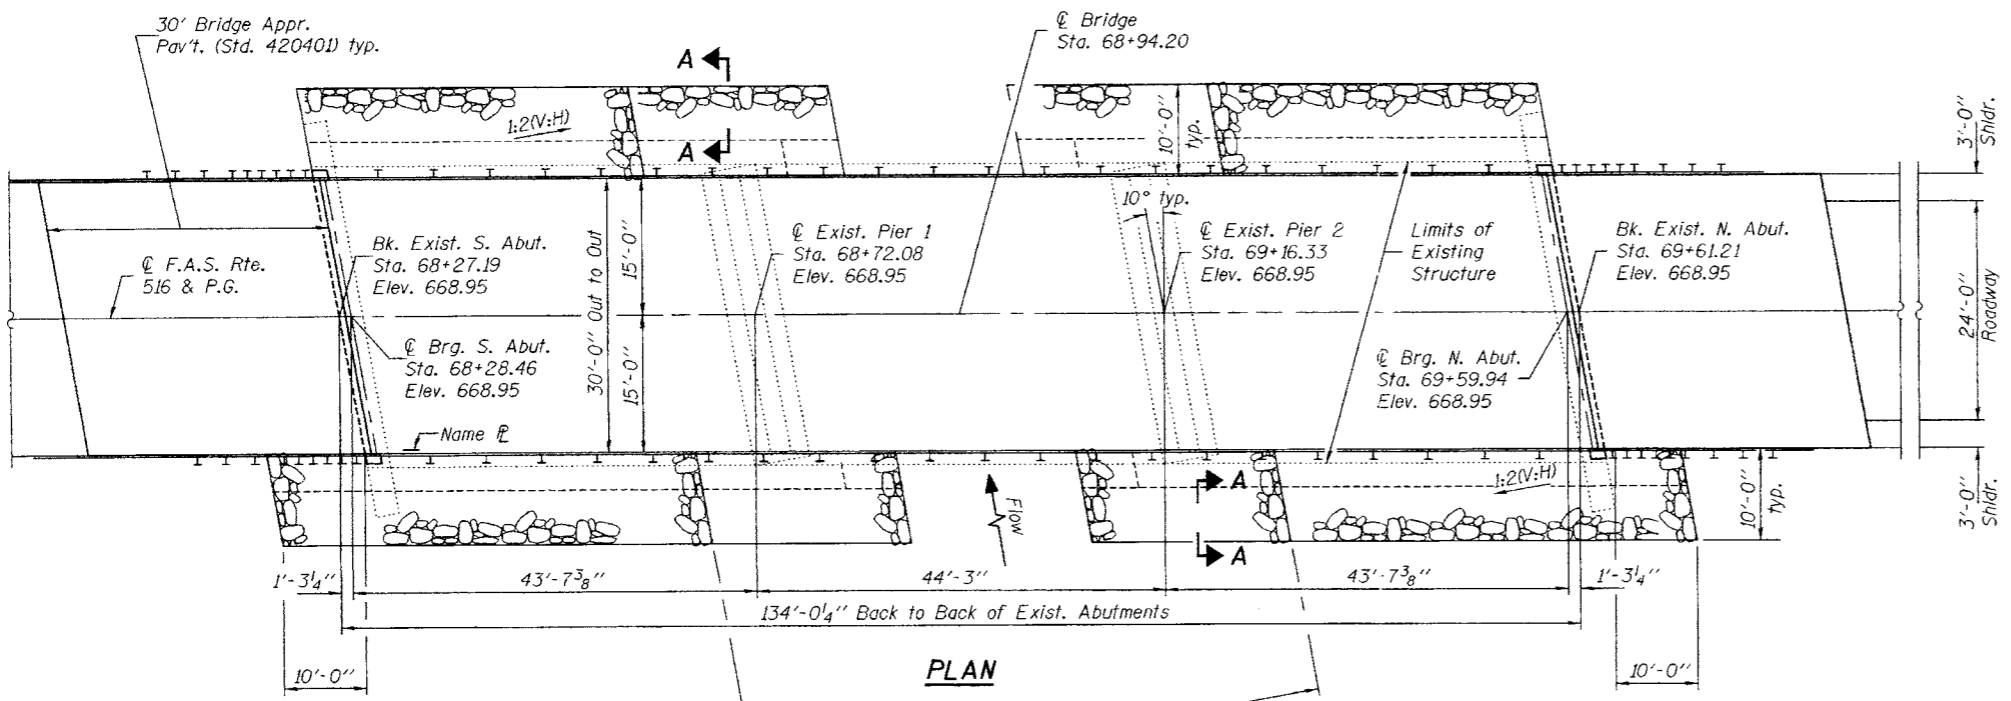 30' Bridge Appr.
Pav't. (Std. 420401) typ.
℄ Bridge
Sta. 68+94.20
A
A
1:2(V:H)
10'-0"
typ.
3'-0"
Shldr.
10° typ.
℄ F.A.S. Rte.
516 & P.G.
Bk. Exist. S. Abut.
Sta. 68+27.19
Elev. 668.95
30'-0" Out to Out
15'-0"
15'-0"
℄ Exist. Pier 1
Sta. 68+72.08
Elev. 668.95
℄ Exist. Pier 2
Sta. 69+16.33
Elev. 668.95
Limits of
Existing
Structure
Bk. Exist. N. Abut.
Sta. 69+61.21
Elev. 668.95
24'-0"
Roadway
℄ Brg. S. Abut.
Sta. 68+28.46
Elev. 668.95
℄ Brg. N. Abut.
Sta. 69+59.94
Elev. 668.95
Name ⅊
Flow
A
A
1:2(V:H)
10'-0"
typ.
3'-0"
Shldr.
1'-3¼"
43'-7⅜"
44'-3"
43'-7⅜"
1'-3¼"
134'-0¼" Back to Back of Exist. Abutments
10'-0"
PLAN
10'-0"